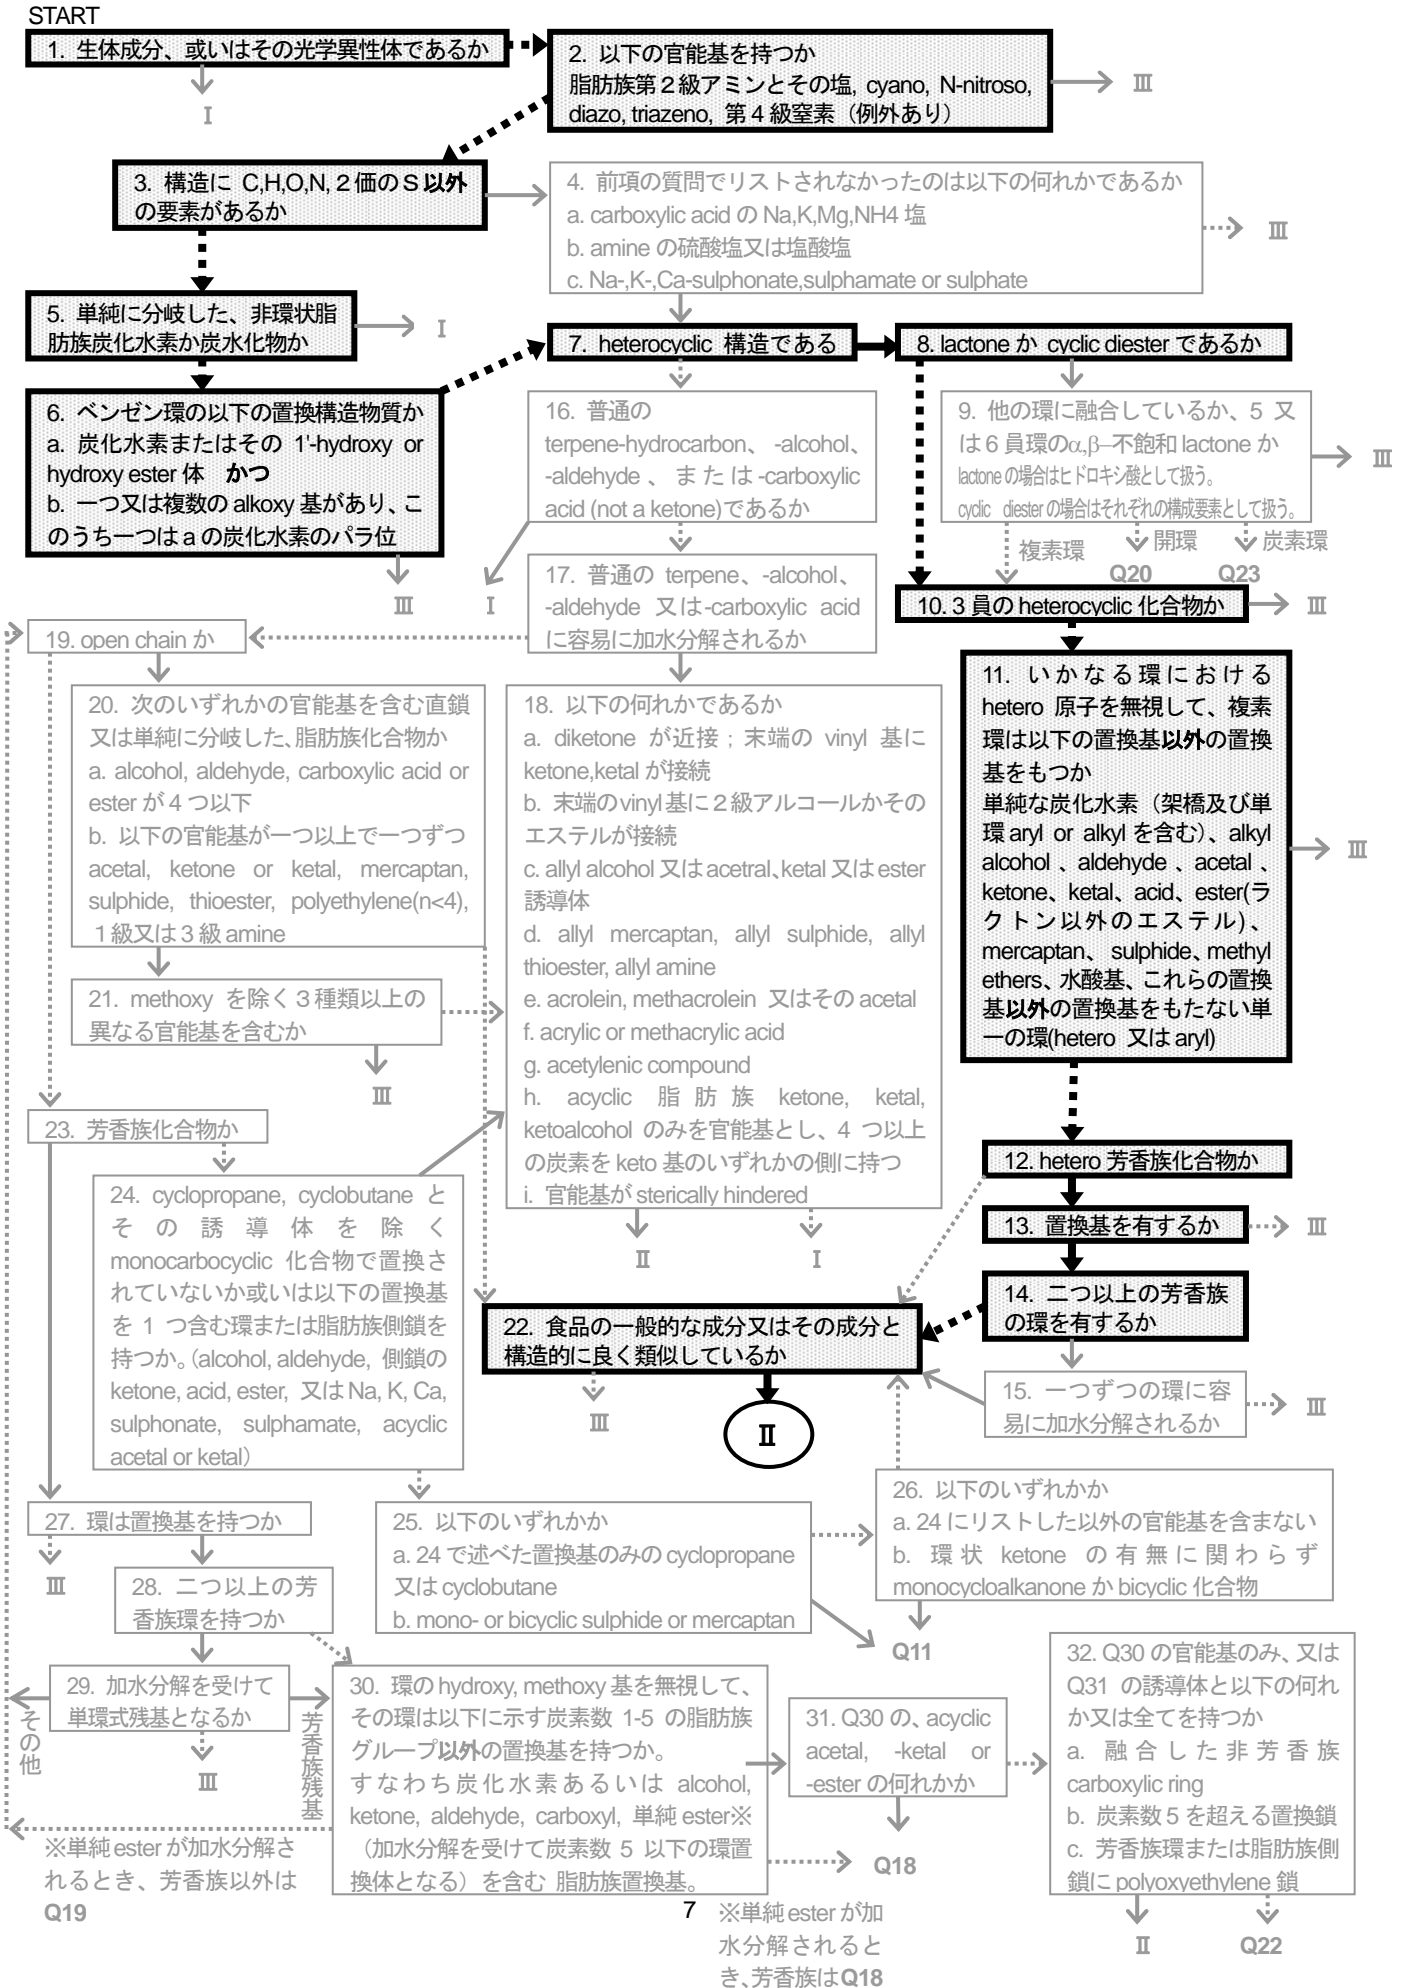 START
1. 生体成分、或いはその光学異性体であるか
I
2. 以下の官能基を持つか
脂肪族第2級アミンとその塩, cyano, N-nitroso,
diazo, triazeno, 第4級窒素（例外あり）
III
3. 構造に C,H,O,N,2価のS以外
の要素があるか
4. 前項の質問でリストされなかったのは以下の何れかであるか
a. carboxylic acid の Na,K,Mg,NH4 塩
b. amine の硫酸塩又は塩酸塩
c. Na-,K-,Ca-sulphonate,sulphamate or sulphate
III
5. 単純に分岐した、非環状脂
肪族炭化水素か炭水化物か
I
7. heterocyclic 構造である
8. lactone か cyclic diester であるか
6. ベンゼン環の以下の置換構造物質か
a. 炭化水素またはその 1'-hydroxy or
hydroxy ester 体 かつ
b. 一つ又は複数の alkoxy 基があり、こ
のうち一つは a の炭化水素のパラ位
III
16. 普通の
terpene-hydrocarbon、 -alcohol、
-aldehyde 、または -carboxylic
acid (not a ketone)であるか
I
9. 他の環に融合しているか、5 又
は 6 員環のα,β–不飽和 lactone か
lactone の場合はヒドロキシ酸として扱う。
cyclic diester の場合はそれぞれの構成要素として扱う。
III
複素環
開環
炭素環
Q20
Q23
17. 普通の terpene、-alcohol、
-aldehyde 又は-carboxylic acid
に容易に加水分解されるか
10. 3 員の heterocyclic 化合物か
III
19. open chain か
20. 次のいずれかの官能基を含む直鎖
又は単純に分岐した、脂肪族化合物か
a. alcohol, aldehyde, carboxylic acid or
ester が 4 つ以下
b. 以下の官能基が一つ以上で一つずつ
acetal, ketone or ketal, mercaptan,
sulphide, thioester, polyethylene(n<4),
1級又は3級 amine
18. 以下の何れかであるか
a. diketone が近接；末端の vinyl 基に
ketone,ketal が接続
b. 末端のvinyl基に2級アルコールかその
エステルが接続
c. allyl alcohol 又は acetral、ketal 又は ester
誘導体
d. allyl mercaptan, allyl sulphide, allyl
thioester, allyl amine
e. acrolein, methacrolein 又はその acetal
f. acrylic or methacrylic acid
g. acetylenic compound
h. acyclic 脂肪族 ketone, ketal,
ketoalcohol のみを官能基とし、4 つ以上
の炭素を keto 基のいずれかの側に持つ
i. 官能基が sterically hindered
II
I
11. いかなる環における
hetero 原子を無視して、複素
環は以下の置換基以外の置換
基をもつか
単純な炭化水素（架橋及び単
環 aryl or alkyl を含む）、alkyl
alcohol 、aldehyde 、acetal 、
ketone、ketal、acid、ester(ラ
クトン以外のエステル)、
mercaptan、 sulphide、methyl
ethers、水酸基、これらの置換
基以外の置換基をもたない単
一の環(hetero 又は aryl)
III
21. methoxy を除く3種類以上の
異なる官能基を含むか
III
23. 芳香族化合物か
12. hetero 芳香族化合物か
13. 置換基を有するか
III
24. cyclopropane, cyclobutane と
その誘導体を除く
monocarbocyclic 化合物で置換さ
れていないか或いは以下の置換基
を 1 つ含む環または脂肪族側鎖を
持つか。(alcohol, aldehyde, 側鎖の
ketone, acid, ester, 又は Na, K, Ca,
sulphonate, sulphamate, acyclic
acetal or ketal）
14. 二つ以上の芳香族
の環を有するか
22. 食品の一般的な成分又はその成分と
構造的に良く類似しているか
III
II
15. 一つずつの環に容
易に加水分解されるか
III
27. 環は置換基を持つか
III
25. 以下のいずれかか
a. 24 で述べた置換基のみの cyclopropane
又は cyclobutane
b. mono- or bicyclic sulphide or mercaptan
26. 以下のいずれかか
a. 24 にリストした以外の官能基を含まない
b. 環状 ketone の有無に関わらず
monocycloalkanone か bicyclic 化合物
Q11
28. 二つ以上の芳
香族環を持つか
29. 加水分解を受けて
単環式残基となるか
その他
芳香族残基
III
30. 環の hydroxy, methoxy 基を無視して、
その環は以下に示す炭素数 1-5 の脂肪族
グループ以外の置換基を持つか。
すなわち炭化水素あるいは alcohol,
ketone, aldehyde, carboxyl, 単純 ester※
（加水分解を受けて炭素数 5 以下の環置
換体となる）を含む 脂肪族置換基。
31. Q30 の、acyclic
acetal, -ketal or
-ester の何れかか
Q18
32. Q30 の官能基のみ、又は
Q31 の誘導体と以下の何れ
か又は全てを持つか
a. 融合した非芳香族
carboxylic ring
b. 炭素数 5 を超える置換鎖
c. 芳香族環または脂肪族側
鎖に polyoxyethylene 鎖
II
Q22
※単純 ester が加水分解さ
れるとき、芳香族以外は
Q19
7
※単純 ester が加
水分解されると
き、芳香族はQ18